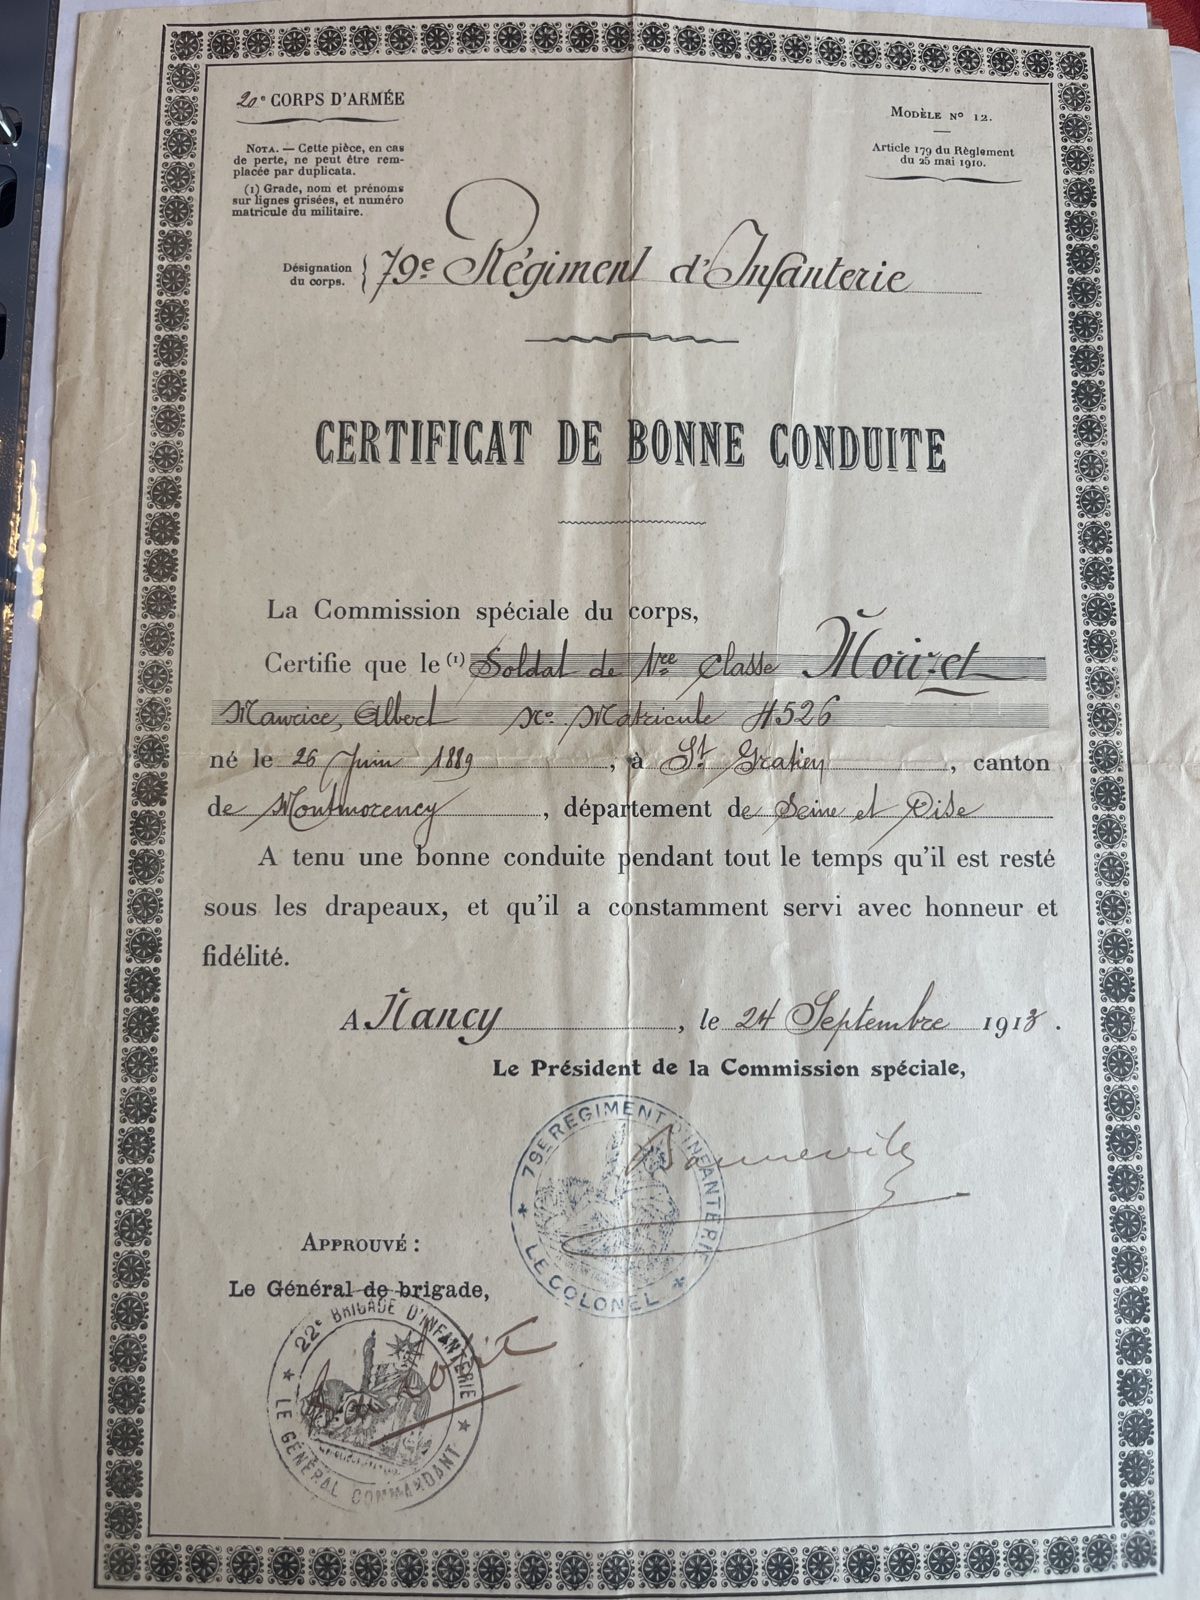 20e CORPS D'ARMÉE
NOTA. — Cette pièce, en cas
de perte, ne peut être rem-
placée par duplicata.
(1) Grade, nom et prénoms
sur lignes grisées, et numéro
matricule du militaire.
MODÈLE No 12.
Article 179 du Règlement
du 25 mai 1910.
Désignation
du corps.
79e Régiment d'Infanterie
CERTIFICAT DE BONNE CONDUITE
La Commission spéciale du corps,
Certifie que le (1) Soldat de 1re Classe Morizet
Maurice, Albert No Matricule 4526
né le 26 Juin 1889, à St Gratien, canton
de Montmorency, département de Seine et Oise
A tenu une bonne conduite pendant tout le temps qu'il est resté
sous les drapeaux, et qu'il a constamment servi avec honneur et
fidélité.
A Nancy, le 24 Septembre 1913.
Le Président de la Commission spéciale,
79E REGIMENT D'INFANTERIE
LE COLONEL
APPROUVÉ :
Le Général de brigade,
22e BRIGADE D'INFANTERIE
LE GÉNÉRAL COMMANDANT